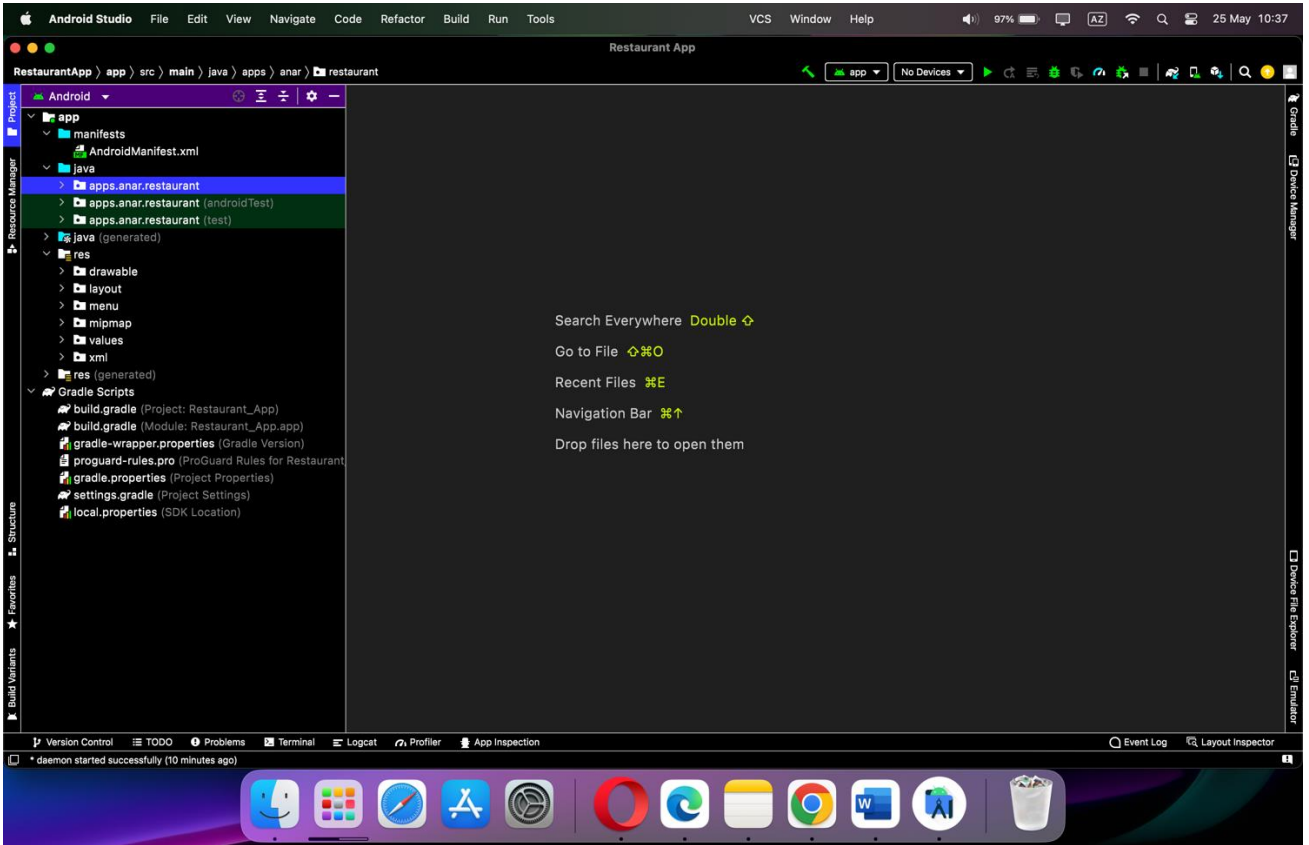 Android Studio File Edit View Navigate Code Refactor Build Run Tools VCS Window Help 97% AZ 25 May 10:37
Restaurant App
RestaurantApp app src main java apps anar restaurant app No Devices
Project
Resource Manager
Structure
Favorites
Build Variants
Android
app
manifests
AndroidManifest.xml
java
apps.anar.restaurant
apps.anar.restaurant (androidTest)
apps.anar.restaurant (test)
java (generated)
res
drawable
layout
menu
mipmap
values
xml
res (generated)
Gradle Scripts
build.gradle (Project: Restaurant_App)
build.gradle (Module: Restaurant_App.app)
gradle-wrapper.properties (Gradle Version)
proguard-rules.pro (ProGuard Rules for Restaurant
gradle.properties (Project Properties)
settings.gradle (Project Settings)
local.properties (SDK Location)
Search Everywhere Double ⇧
Go to File ⇧⌘O
Recent Files ⌘E
Navigation Bar ⌘↑
Drop files here to open them
Gradle
Device Manager
Device File Explorer
Emulator
Version Control TODO Problems Terminal Logcat Profiler App Inspection Event Log Layout Inspector
* daemon started successfully (10 minutes ago)
W